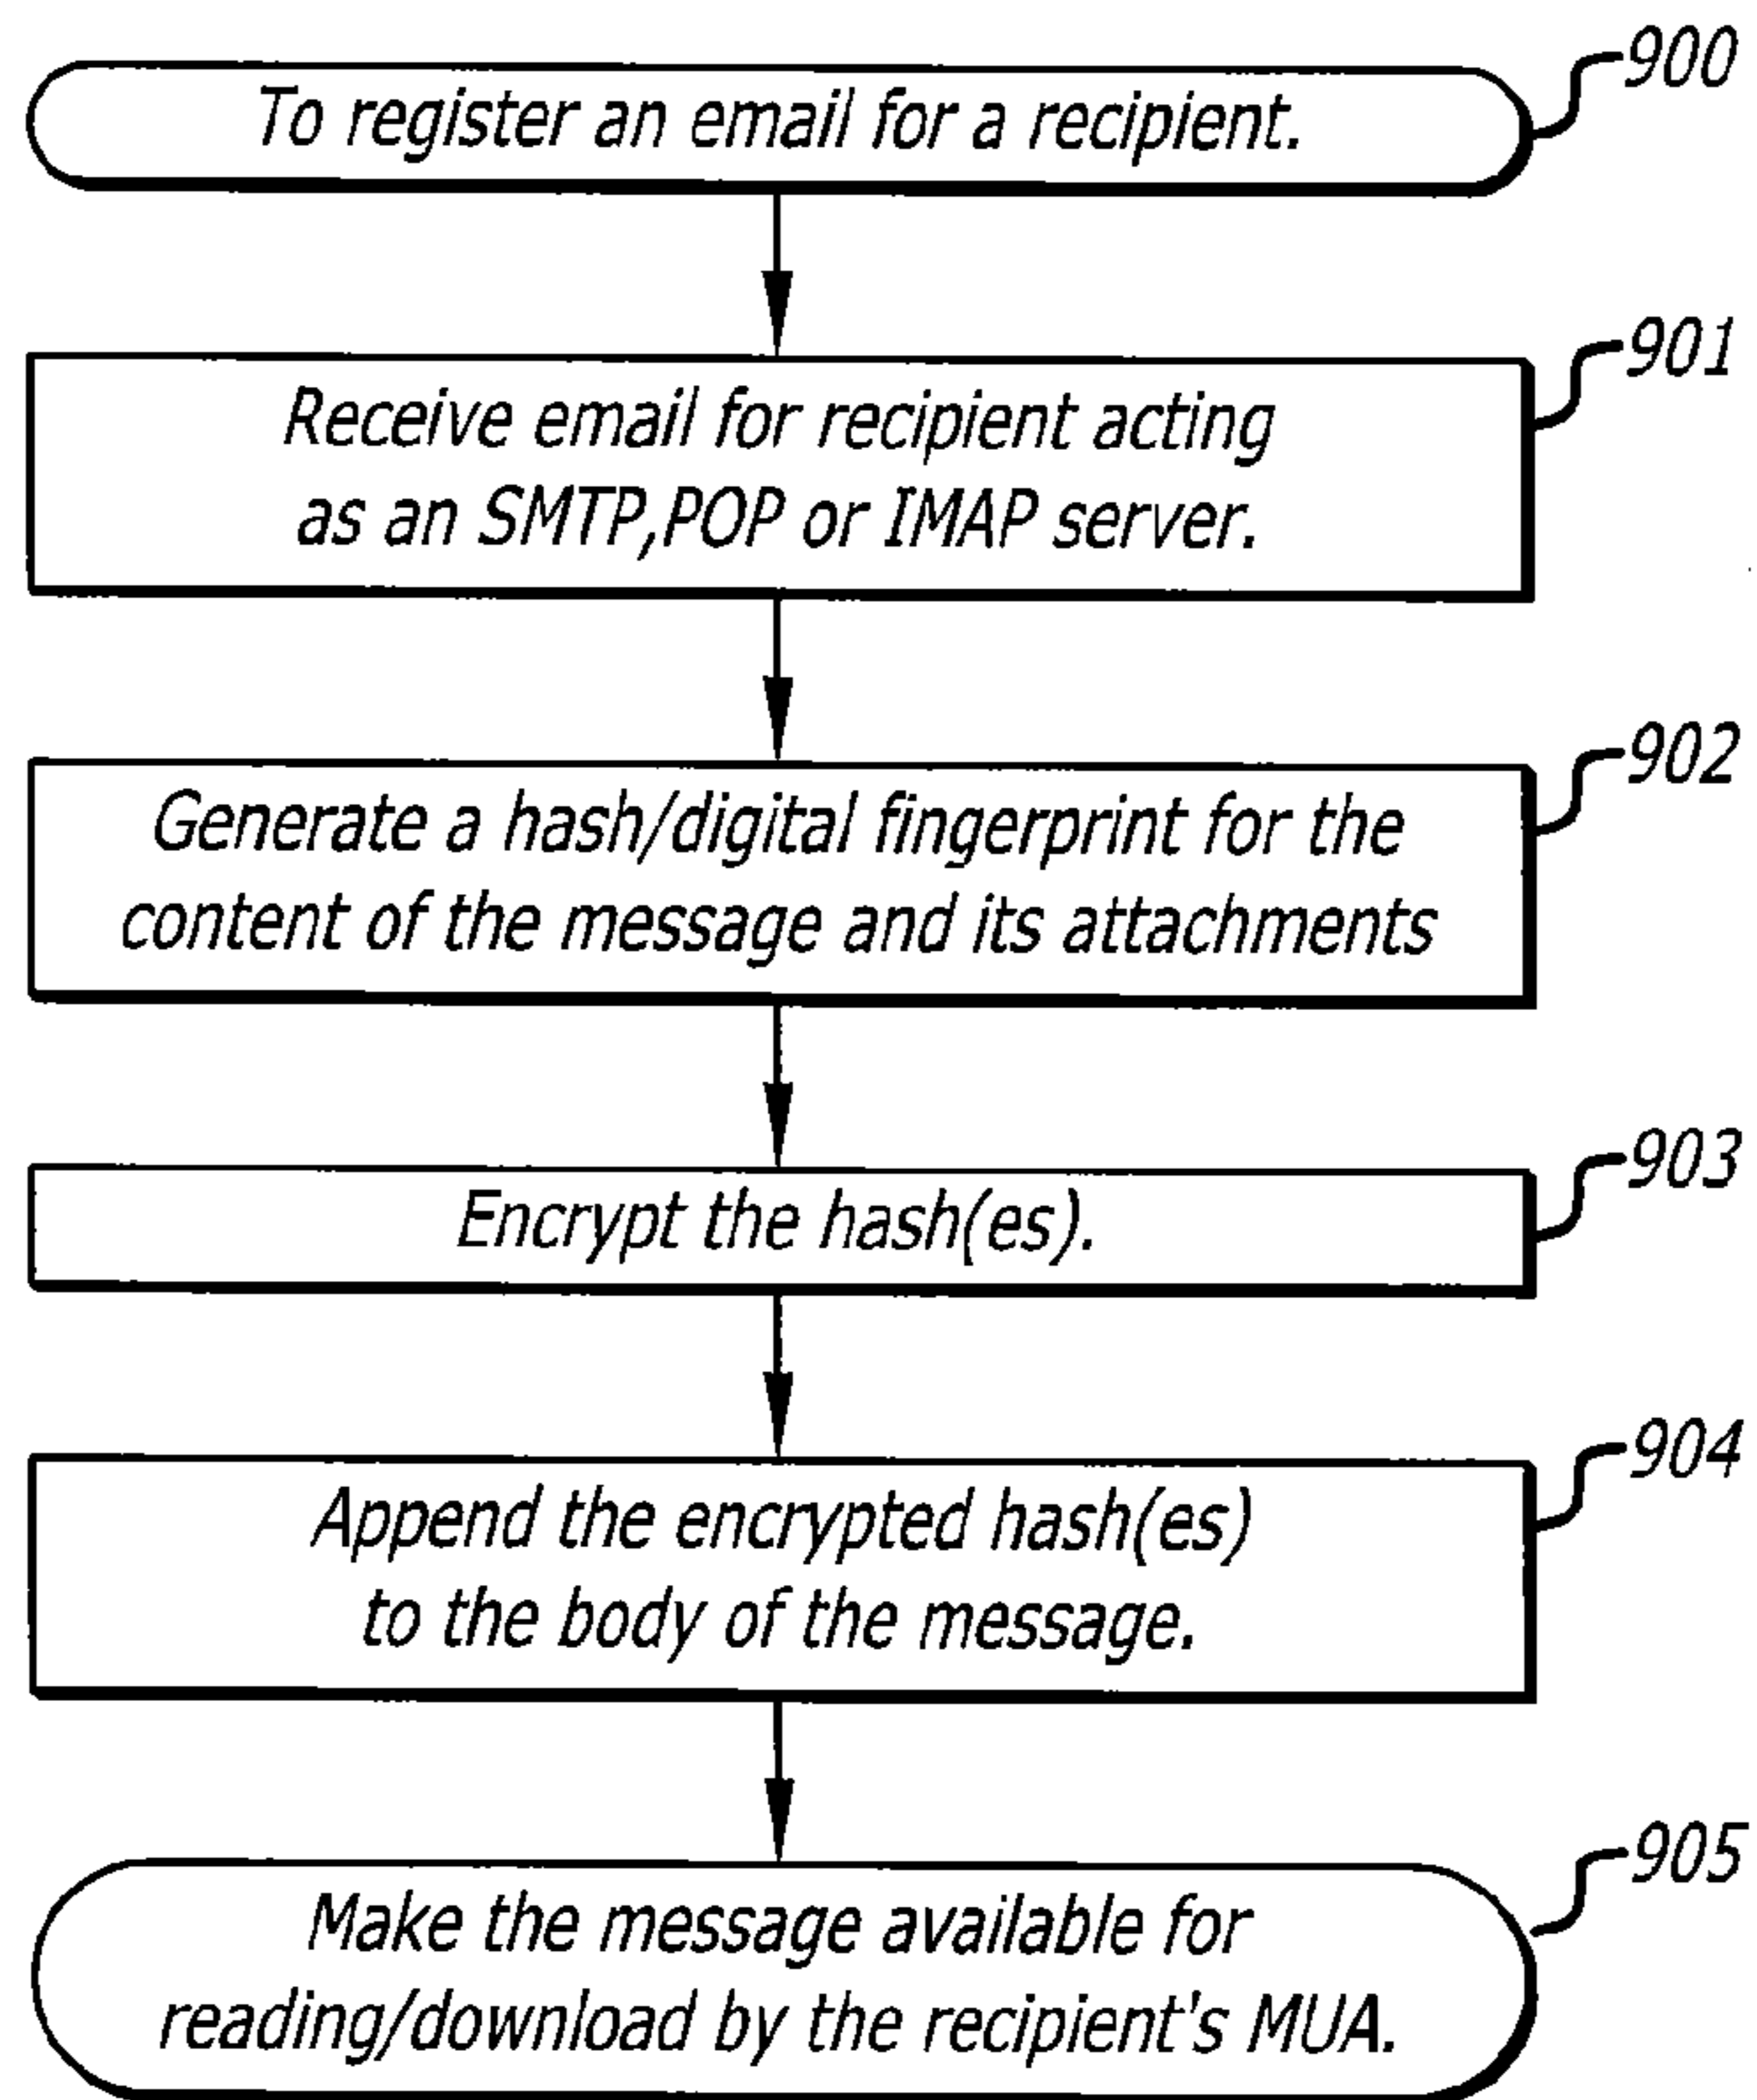 900
To register an email for a recipient.
901
Receive email for recipient acting
as an SMTP,POP or IMAP server.
902
Generate a hash/digital fingerprint for the
content of the message and its attachments
903
Encrypt the hash(es).
904
Append the encrypted hash(es)
to the body of the message.
905
Make the message available for
reading/download by the recipient's MUA.